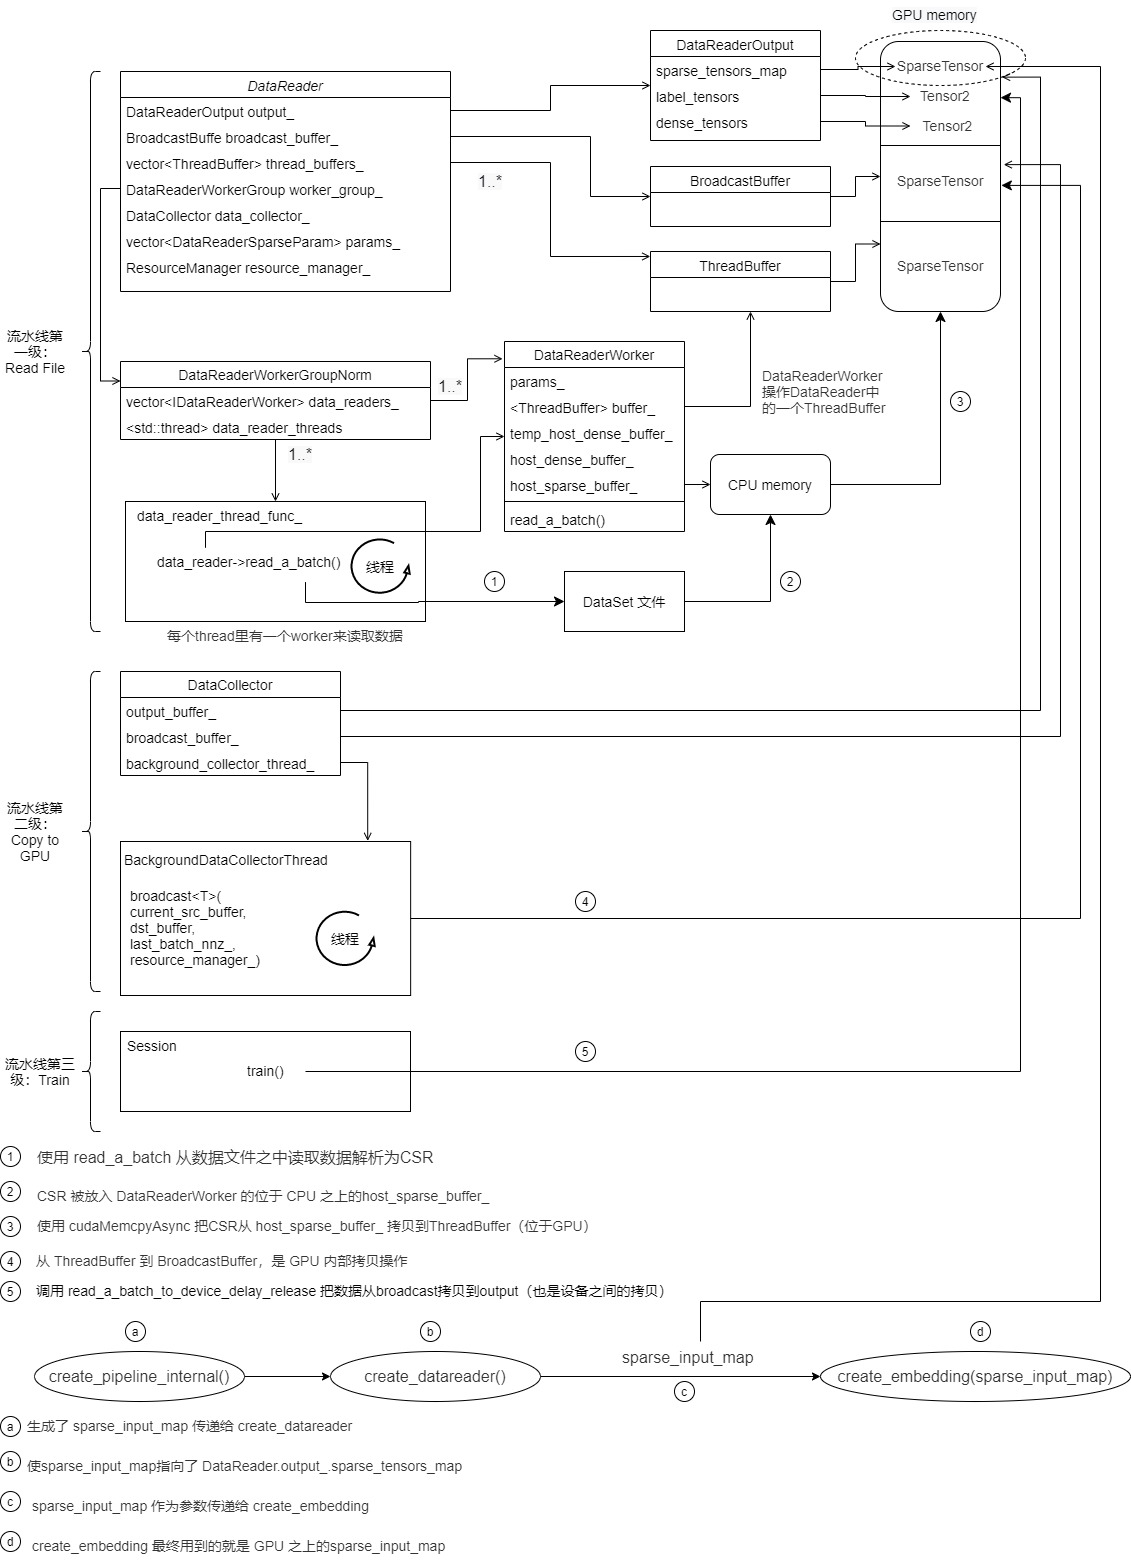 GPU memory
DataReaderOutput
sparse_tensors_map
label_tensors
dense_tensors
SparseTensor
Tensor2
Tensor2
DataReader
DataReaderOutput output_
BroadcastBuffe broadcast_buffer_
vector<ThreadBuffer> thread_buffers_
DataReaderWorkerGroup worker_group_
DataCollector data_collector_
vector<DataReaderSparseParam> params_
ResourceManager resource_manager_
1..*
BroadcastBuffer
SparseTensor
ThreadBuffer
SparseTensor
流水线第
一级：
Read File
DataReaderWorkerGroupNorm
vector<IDataReaderWorker> data_readers_
<std::thread> data_reader_threads
1..*
1..*
DataReaderWorker
params_
<ThreadBuffer> buffer_
temp_host_dense_buffer_
host_dense_buffer_
host_sparse_buffer_
read_a_batch()
DataReaderWorker
操作DataReader中
的一个ThreadBuffer
3
CPU memory
data_reader_thread_func_
data_reader->read_a_batch()
线程
1
DataSet 文件
2
每个thread里有一个worker来读取数据
DataCollector
output_buffer_
broadcast_buffer_
background_collector_thread_
流水线第
二级：
Copy to
GPU
BackgroundDataCollectorThread
broadcast<T>(
current_src_buffer,
dst_buffer,
last_batch_nnz_,
resource_manager_)
线程
4
流水线第三
级：Train
Session
train()
5
1 使用 read_a_batch 从数据文件之中读取数据解析为CSR
2 CSR 被放入 DataReaderWorker 的位于 CPU 之上的host_sparse_buffer_
3 使用 cudaMemcpyAsync 把CSR从 host_sparse_buffer_ 拷贝到ThreadBuffer（位于GPU）
4 从 ThreadBuffer 到 BroadcastBuffer，是 GPU 内部拷贝操作
5 调用 read_a_batch_to_device_delay_release 把数据从broadcast拷贝到output（也是设备之间的拷贝）
a
b
d
create_pipeline_internal()
create_datareader()
sparse_input_map
c
create_embedding(sparse_input_map)
a 生成了 sparse_input_map 传递给 create_datareader
b 使sparse_input_map指向了 DataReader.output_.sparse_tensors_map
c sparse_input_map 作为参数传递给 create_embedding
d create_embedding 最终用到的就是 GPU 之上的sparse_input_map